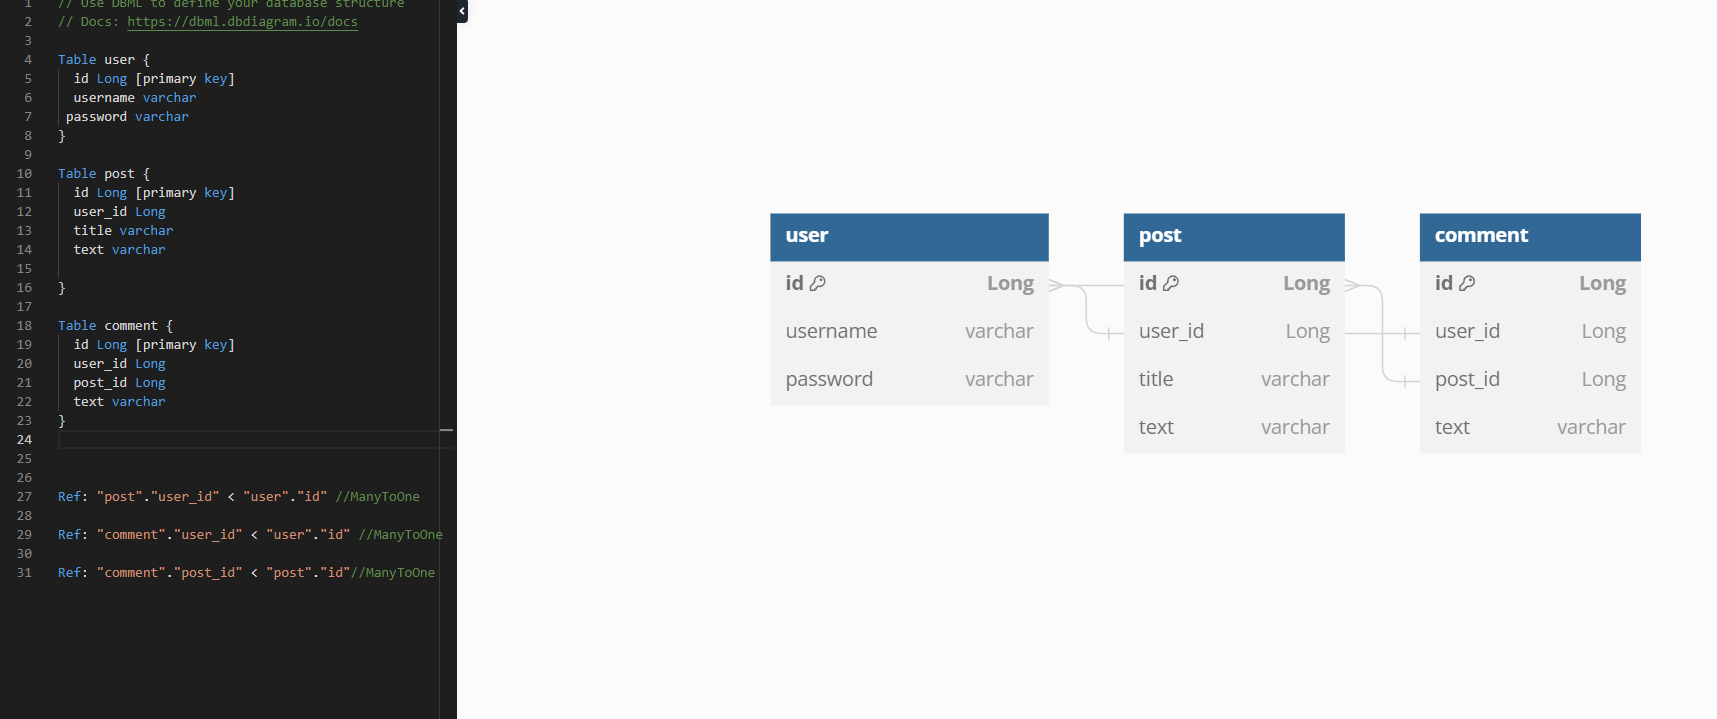 1 // Use DBML to define your database structure
2 // Docs: https://dbml.dbdiagram.io/docs
3
4 Table user {
5 id Long [primary key]
6 username varchar
7 password varchar
8 }
9
10 Table post {
11 id Long [primary key]
12 user_id Long
13 title varchar
14 text varchar
15
16 }
17
18 Table comment {
19 id Long [primary key]
20 user_id Long
21 post_id Long
22 text varchar
23 }
24
25
26
27 Ref: "post"."user_id" < "user"."id" //ManyToOne
28
29 Ref: "comment"."user_id" < "user"."id" //ManyToOne
30
31 Ref: "comment"."post_id" < "post"."id"//ManyToOne
user
id Long
username varchar
password varchar
post
id Long
user_id Long
title varchar
text varchar
comment
id Long
user_id Long
post_id Long
text varchar